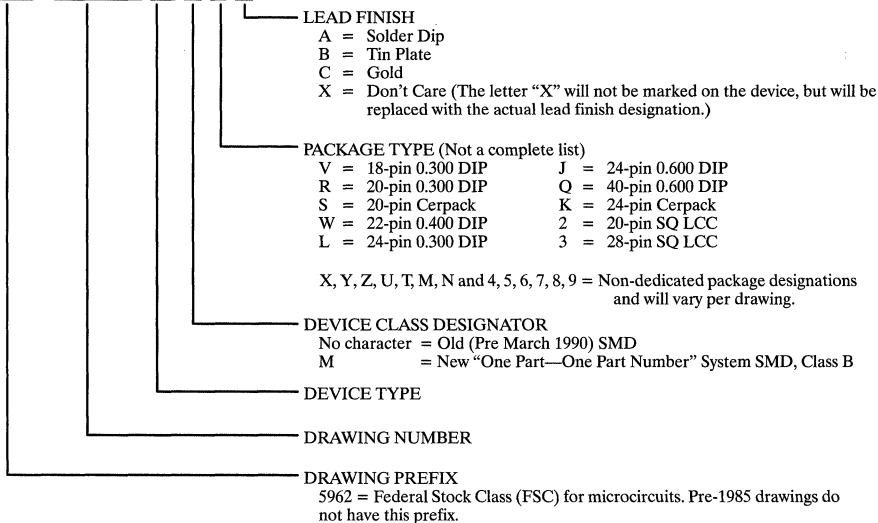 LEAD FINISH
A = Solder Dip
B = Tin Plate
C = Gold
X = Don't Care (The letter “X” will not be marked on the device, but will be
replaced with the actual lead finish designation.)
PACKAGE TYPE (Not a complete list)
V = 18-pin 0.300 DIP J = 24-pin 0.600 DIP
R = 20-pin 0.300 DIP Q = 40-pin 0.600 DIP
S = 20-pin Cerpack K = 24-pin Cerpack
W = 22-pin 0.400 DIP 2 = 20-pin SQ LCC
L = 24-pin 0.300 DIP 3 = 28-pin SQ LCC
X, Y, Z, U, T, M, N and 4, 5, 6, 7, 8, 9 = Non-dedicated package designations
and will vary per drawing.
DEVICE CLASS DESIGNATOR
No character = Old (Pre March 1990) SMD
M = New “One Part—One Part Number” System SMD, Class B
DEVICE TYPE
DRAWING NUMBER
DRAWING PREFIX
5962 = Federal Stock Class (FSC) for microcircuits. Pre-1985 drawings do
not have this prefix.